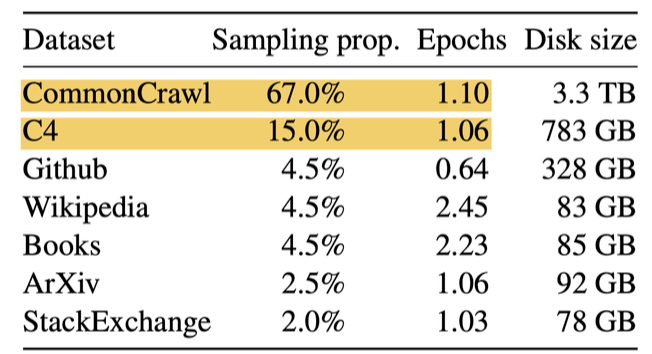 Dataset Sampling prop. Epochs Disk size
CommonCrawl 67.0% 1.10 3.3 TB
C4 15.0% 1.06 783 GB
Github 4.5% 0.64 328 GB
Wikipedia 4.5% 2.45 83 GB
Books 4.5% 2.23 85 GB
ArXiv 2.5% 1.06 92 GB
StackExchange 2.0% 1.03 78 GB